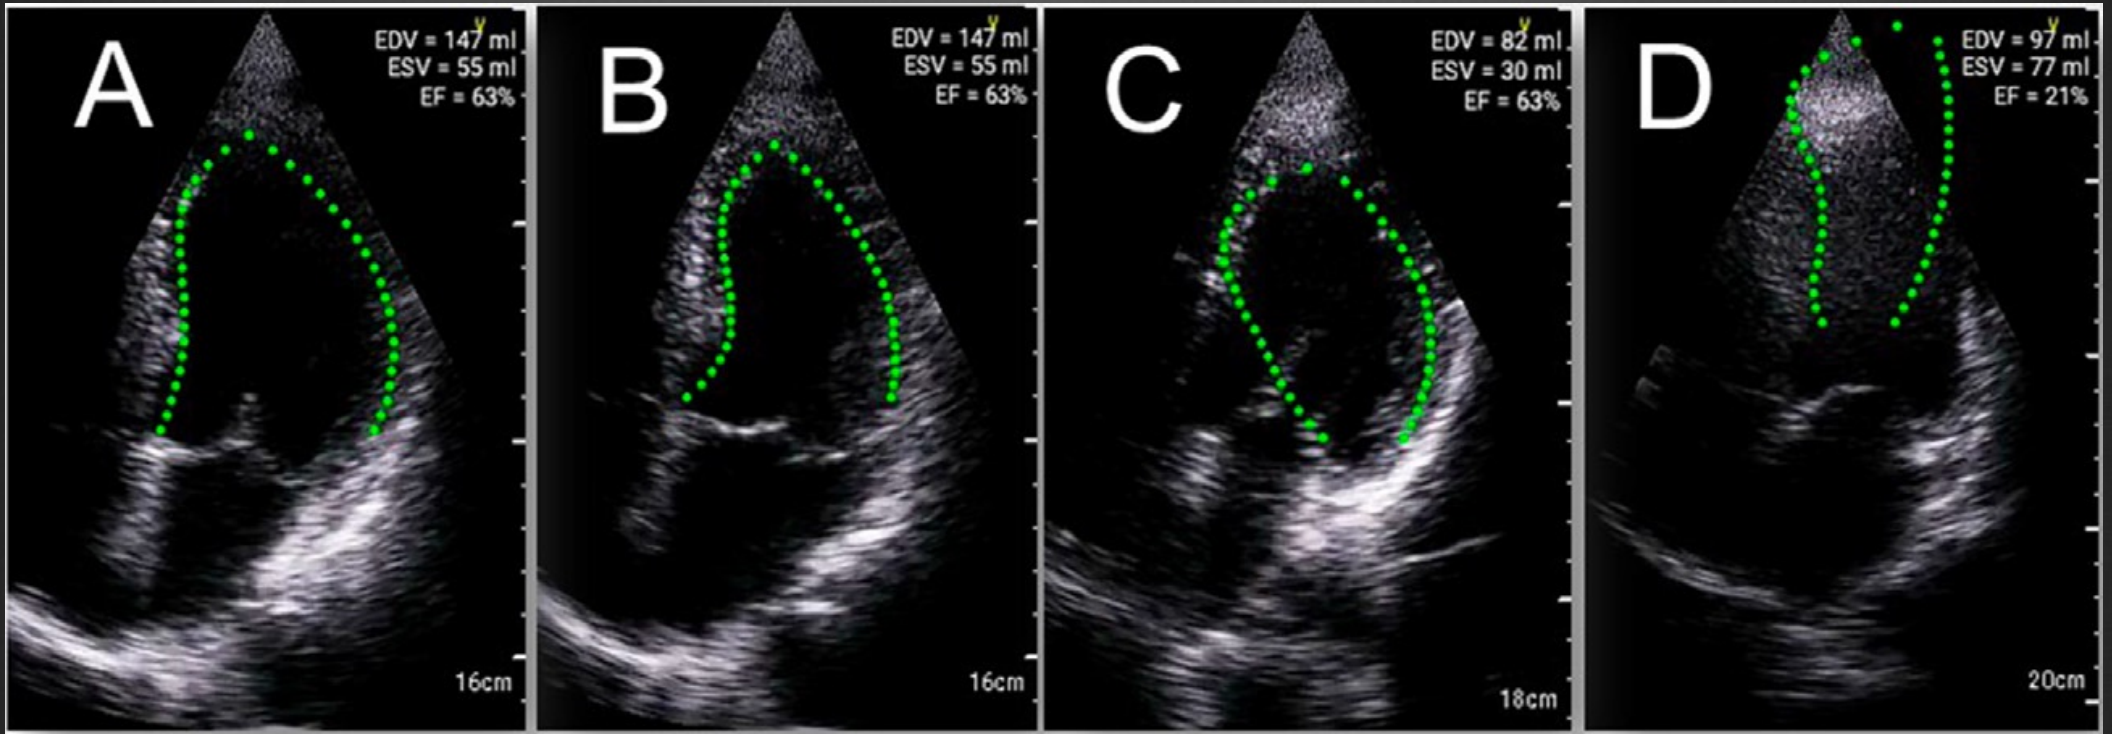 A
y
EDV = 147 ml
ESV = 55 ml
EF = 63%
16cm
B
y
EDV = 147 ml
ESV = 55 ml
EF = 63%
16cm
C
y
EDV = 82 ml
ESV = 30 ml
EF = 63%
18cm
D
y
EDV = 97 ml
ESV = 77 ml
EF = 21%
20cm